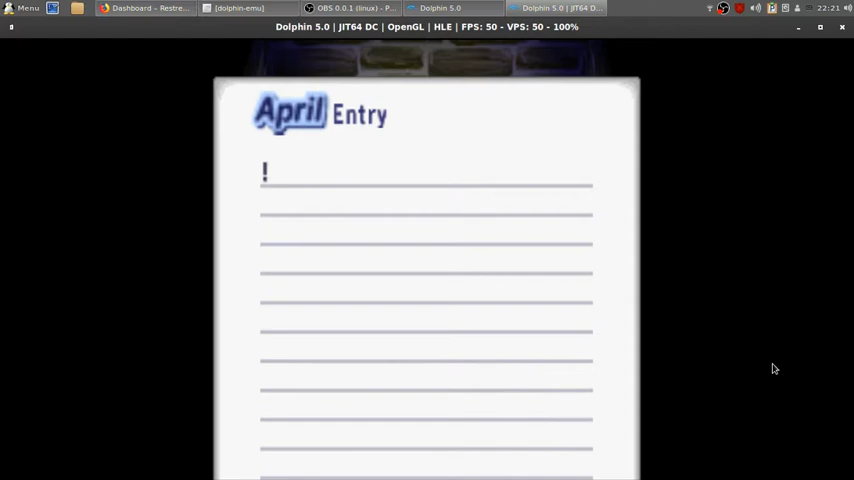 Menu
Dashboard – Restre...
[dolphin-emu]
OBS 0.0.1 (linux) - P...
Dolphin 5.0
Dolphin 5.0 | JIT64 D...
22:21
Dolphin 5.0 | JIT64 DC | OpenGL | HLE | FPS: 50 - VPS: 50 - 100%
April Entry
!